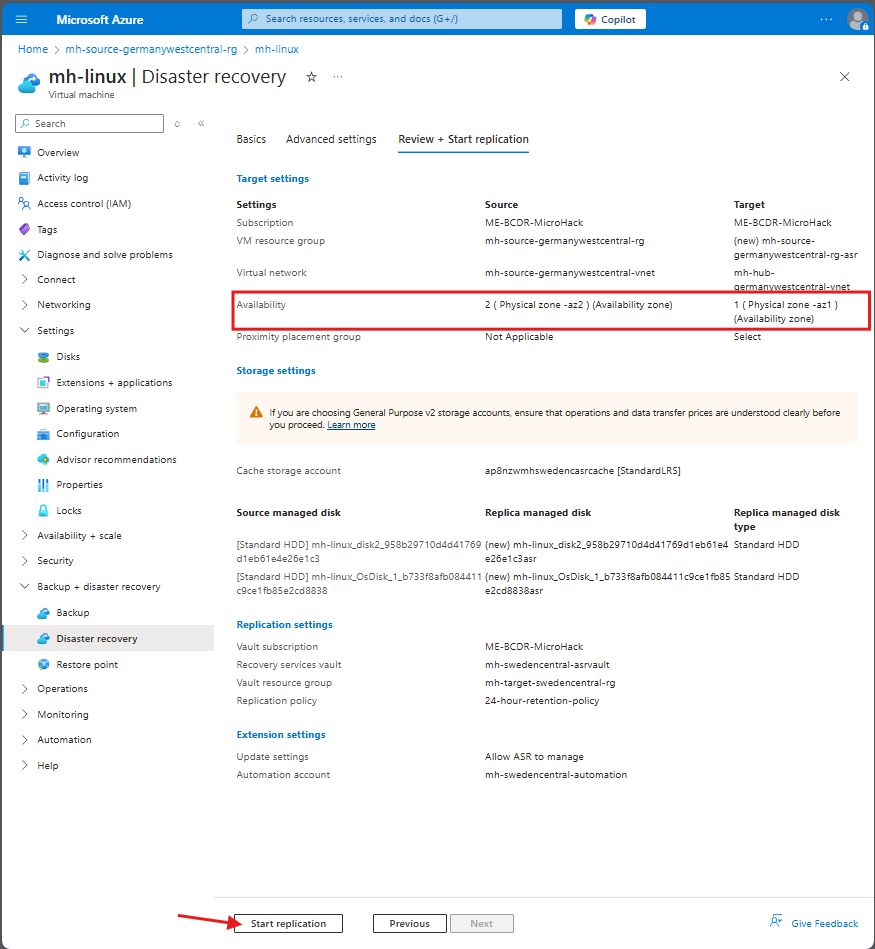 Microsoft Azure
Search resources, services, and docs (G+/)
Copilot
Home > mh-source-germanywestcentral-rg > mh-linux
mh-linux | Disaster recovery
Virtual machine
Search
Overview
Activity log
Access control (IAM)
Tags
Diagnose and solve problems
Connect
Networking
Settings
Disks
Extensions + applications
Operating system
Configuration
Advisor recommendations
Properties
Locks
Availability + scale
Security
Backup + disaster recovery
Backup
Disaster recovery
Restore point
Operations
Monitoring
Automation
Help
Basics Advanced settings Review + Start replication
Target settings
Settings Source Target
Subscription ME-BCDR-MicroHack ME-BCDR-MicroHack
VM resource group mh-source-germanywestcentral-rg (new) mh-source-
germanywestcentral-rg-asr
Virtual network mh-source-germanywestcentral-vnet mh-hub-
germanywestcentral-vnet
Availability 2 ( Physical zone -az2 ) (Availability zone) 1 ( Physical zone -az1 )
(Availability zone)
Proximity placement group Not Applicable Select
Storage settings
If you are choosing General Purpose v2 storage accounts, ensure that operations and data transfer prices are understood clearly before
you proceed. Learn more
Cache storage account ap8nzwmhswedencasrcache [StandardLRS]
Source managed disk Replica managed disk Replica managed disk
type
[Standard HDD] mh-linux_disk2_958b29710d4d41769 (new) mh-linux_disk2_958b29710d4d41769d1eb61e4 Standard HDD
d1eb61e4e26e1c3 e26e1c3asr
[Standard HDD] mh-linux_OsDisk_1_b733f8afb084411 (new) mh-linux_OsDisk_1_b733f8afb084411c9ce1fb85 Standard HDD
c9ce1fb85e2cd8838 e2cd8838asr
Replication settings
Vault subscription ME-BCDR-MicroHack
Recovery services vault mh-swedencentral-asrvault
Vault resource group mh-target-swedencentral-rg
Replication policy 24-hour-retention-policy
Extension settings
Update settings Allow ASR to manage
Automation account mh-swedencentral-automation
Start replication Previous Next Give Feedback